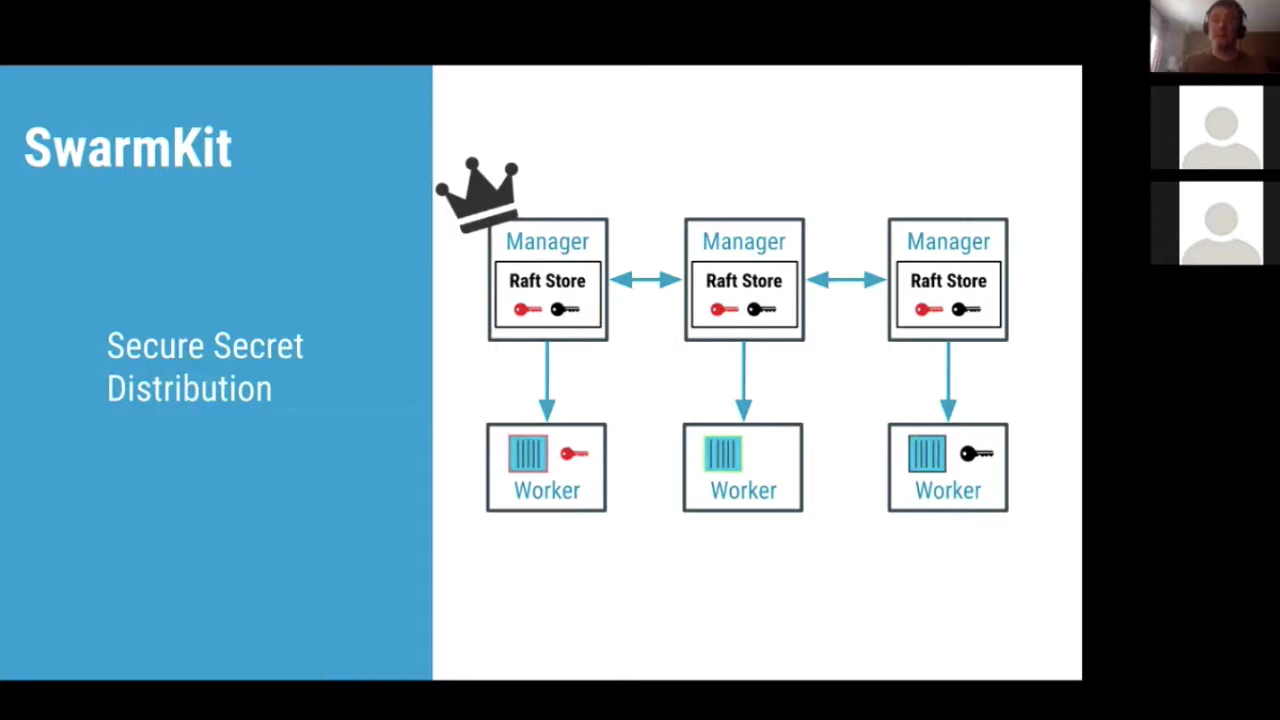 SwarmKit
Secure Secret
Distribution
Manager
Manager
Manager
Raft Store
Raft Store
Raft Store
Worker
Worker
Worker